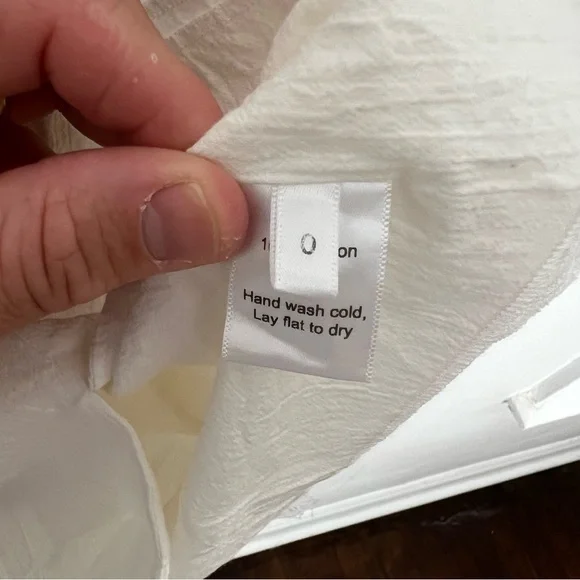 0
Hand wash cold,
Lay flat to dry